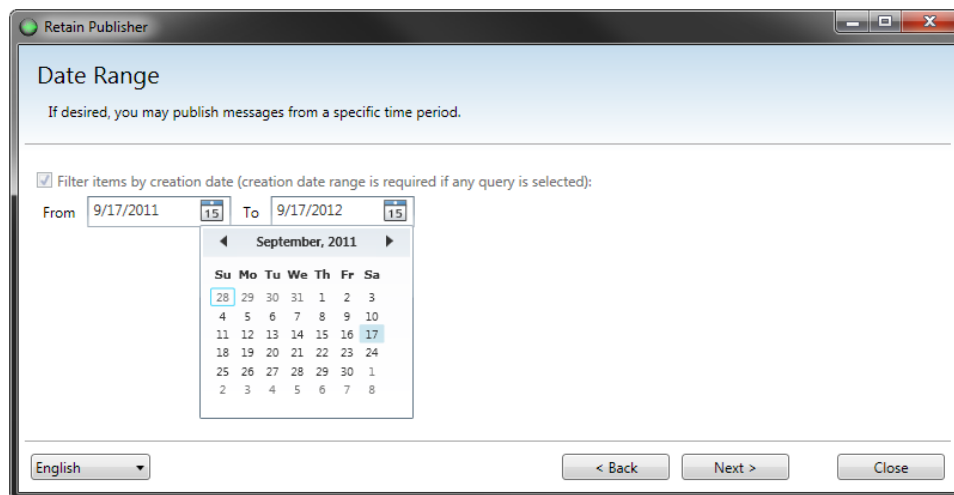 Retain Publisher
Date Range
If desired, you may publish messages from a specific time period.
Filter items by creation date (creation date range is required if any query is selected):
From 9/17/2011 15 To 9/17/2012 15
September, 2011
Su Mo Tu We Th Fr Sa
28 29 30 31 1 2 3
4 5 6 7 8 9 10
11 12 13 14 15 16 17
18 19 20 21 22 23 24
25 26 27 28 29 30 1
2 3 4 5 6 7 8
English < Back Next > Close